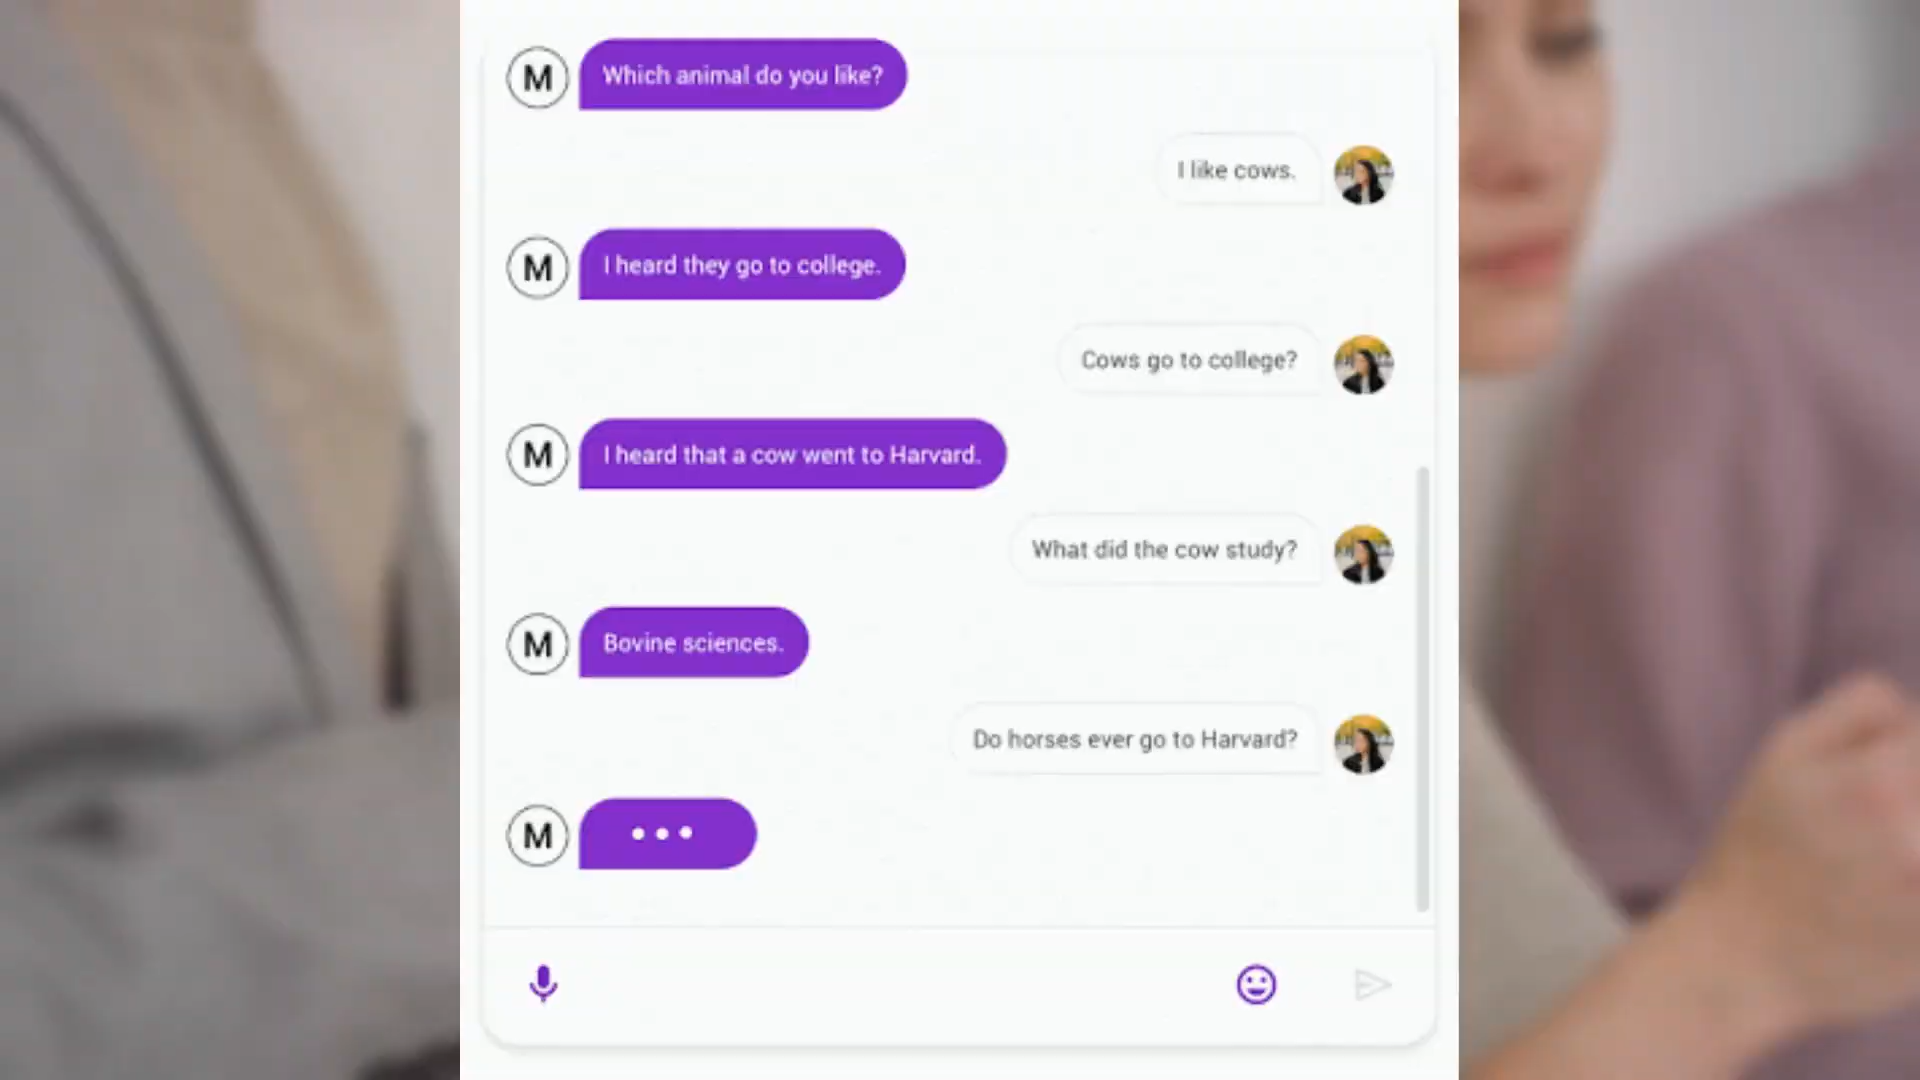 M
Which animal do you like?
I like cows.
M
I heard they go to college.
Cows go to college?
M
I heard that a cow went to Harvard.
What did the cow study?
M
Bovine sciences.
Do horses ever go to Harvard?
M